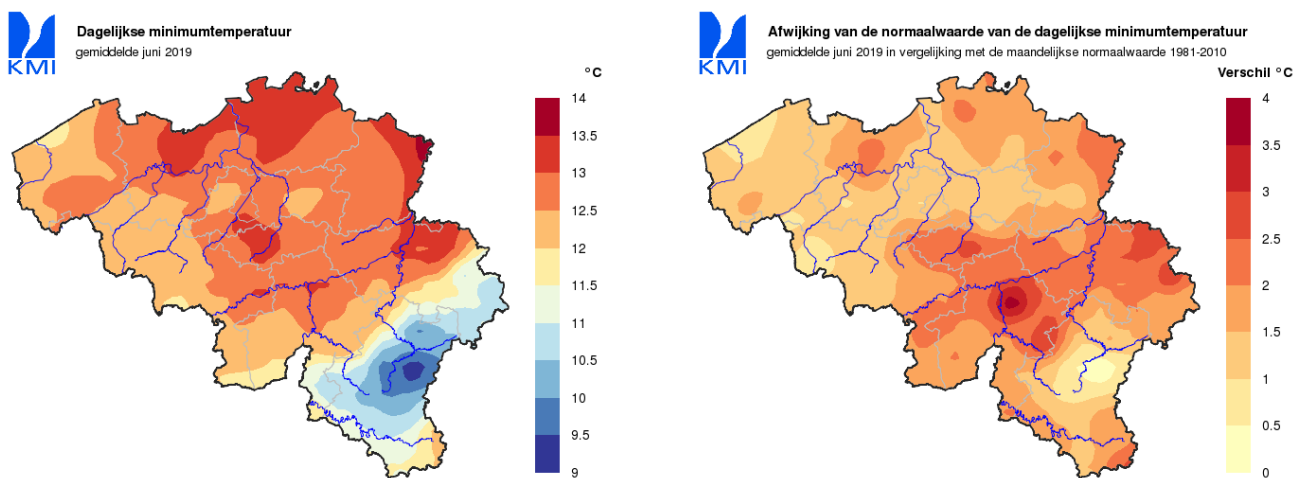 KMI
Dagelijkse minimumtemperatuur
gemiddelde juni 2019
°C
14
13.5
13
12.5
12
11.5
11
10.5
10
9.5
9
KMI
Afwijking van de normaalwaarde van de dagelijkse minimumtemperatuur
gemiddelde juni 2019 in vergelijking met de maandelijkse normaalwaarde 1981-2010
Verschil °C
4
3.5
3
2.5
2
1.5
1
0.5
0